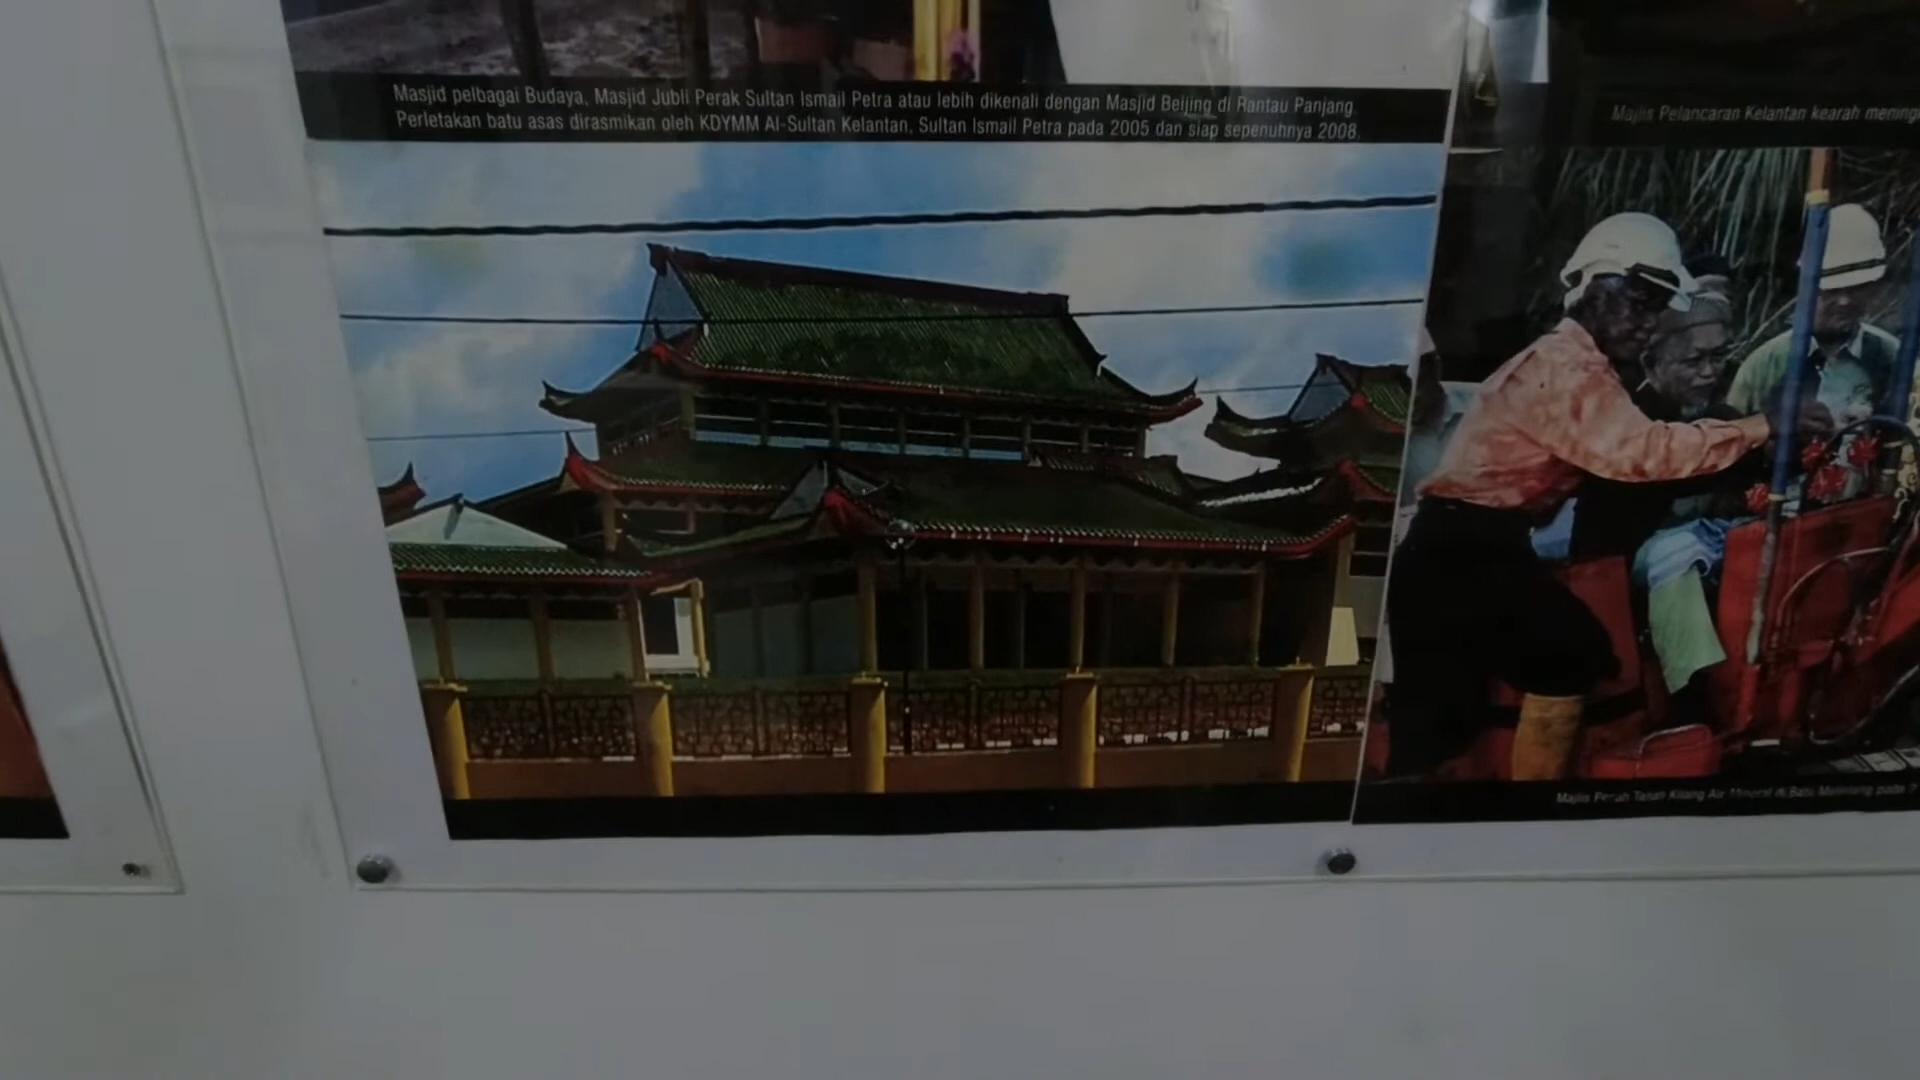 Masjid pelbagai Budaya, Masjid Jubli Perak Sultan Ismail Petra atau lebih dikenali dengan Masjid Beijing di Rantau Panjang.
Perletakan batu asas dirasmikan oleh KDYMM Al-Sultan Kelantan, Sultan Ismail Petra pada 2005 dan siap sepenuhnya 2008.
Majlis Pelancaran Kelantan kearah mening
Majlis Pecah Tanah Kilang Air Mineral di Batu Melintang pada